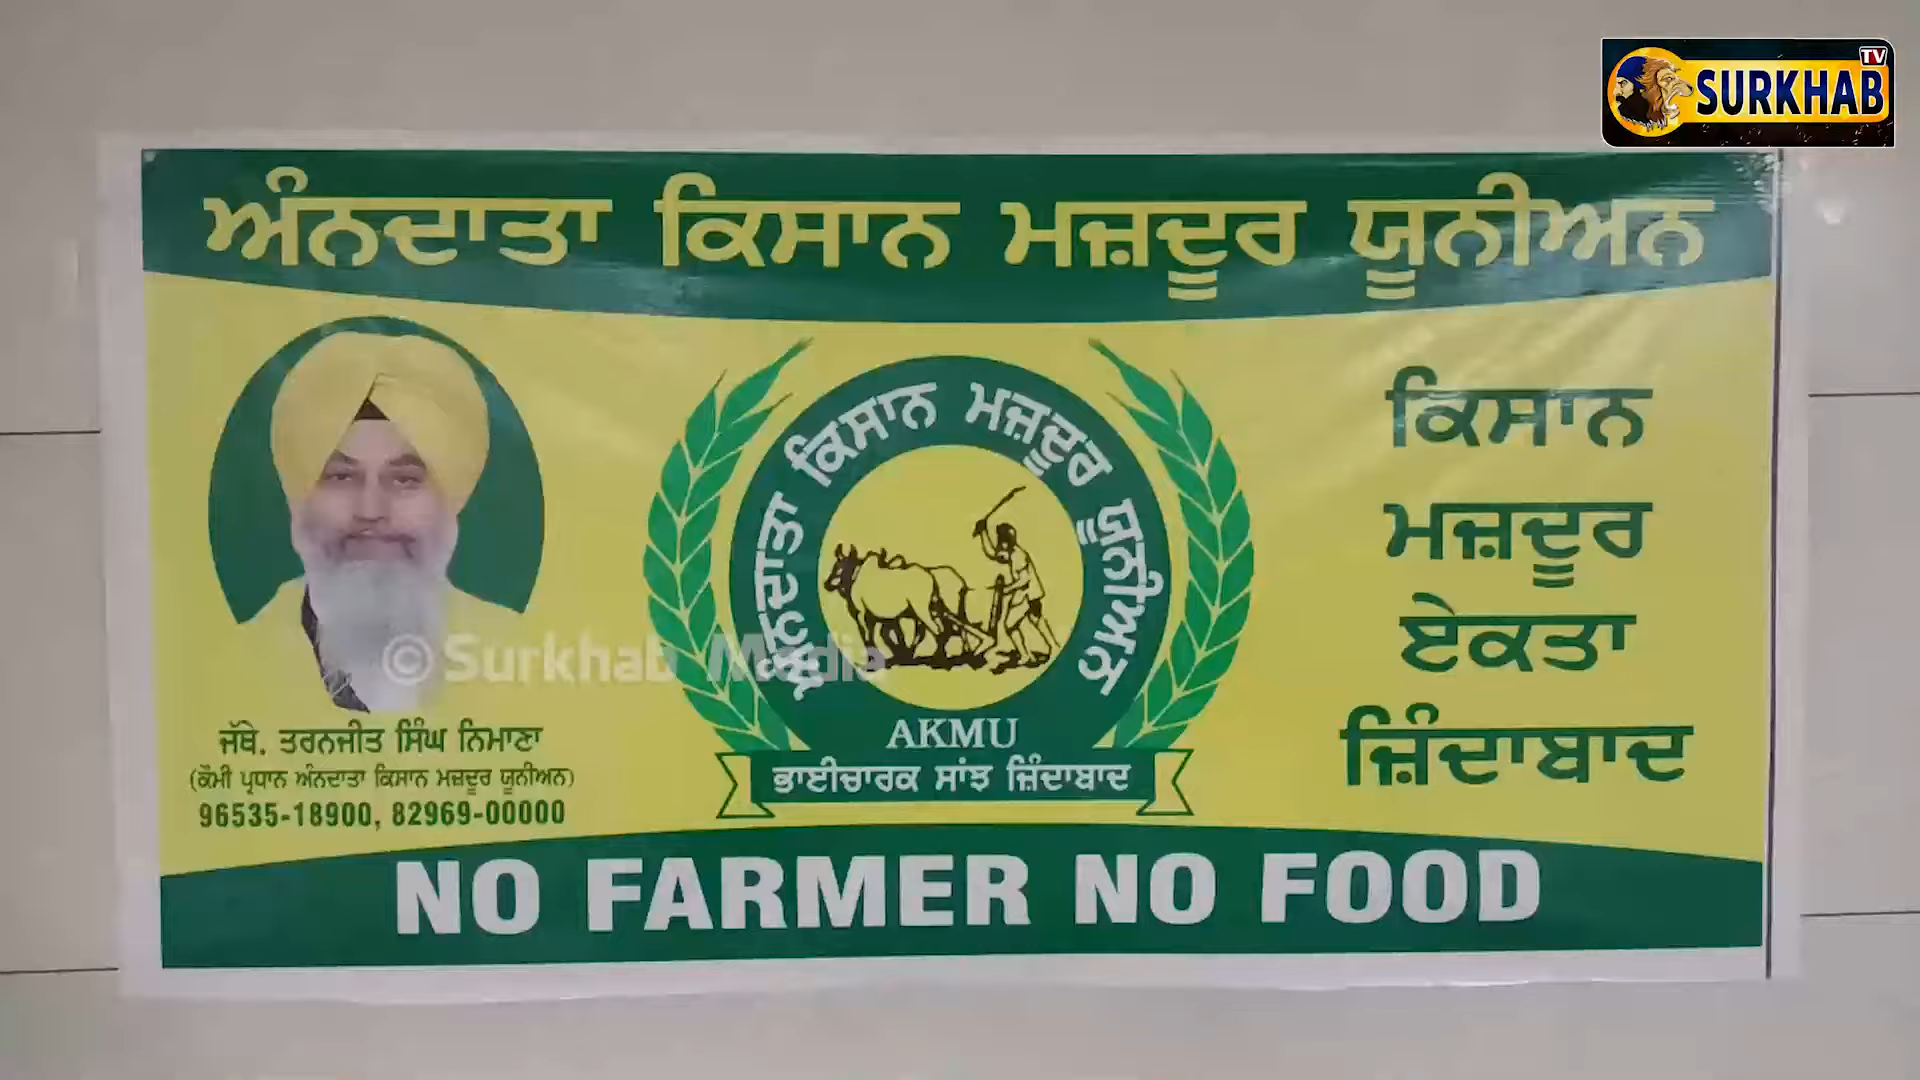 TV
SURKHAB
ਅੰਨਦਾਤਾ ਕਿਸਾਨ ਮਜ਼ਦੂਰ ਯੂਨੀਅਨ
ਅੰਨਦਾਤਾ ਕਿਸਾਨ ਮਜ਼ਦੂਰ ਯੂਨੀਅਨ
ਕਿਸਾਨ
ਮਜ਼ਦੂਰ
ਏਕਤਾ
ਜ਼ਿੰਦਾਬਾਦ
© Surkhab Media
AKMU
ਭਾਈਚਾਰਕ ਸਾਂਝ ਜ਼ਿੰਦਾਬਾਦ
ਜੱਥੇ. ਤਰਨਜੀਤ ਸਿੰਘ ਨਿਮਾਣਾ
(ਕੌਮੀ ਪ੍ਰਧਾਨ ਅੰਨਦਾਤਾ ਕਿਸਾਨ ਮਜ਼ਦੂਰ ਯੂਨੀਅਨ)
96535-18900, 82969-00000
NO FARMER NO FOOD